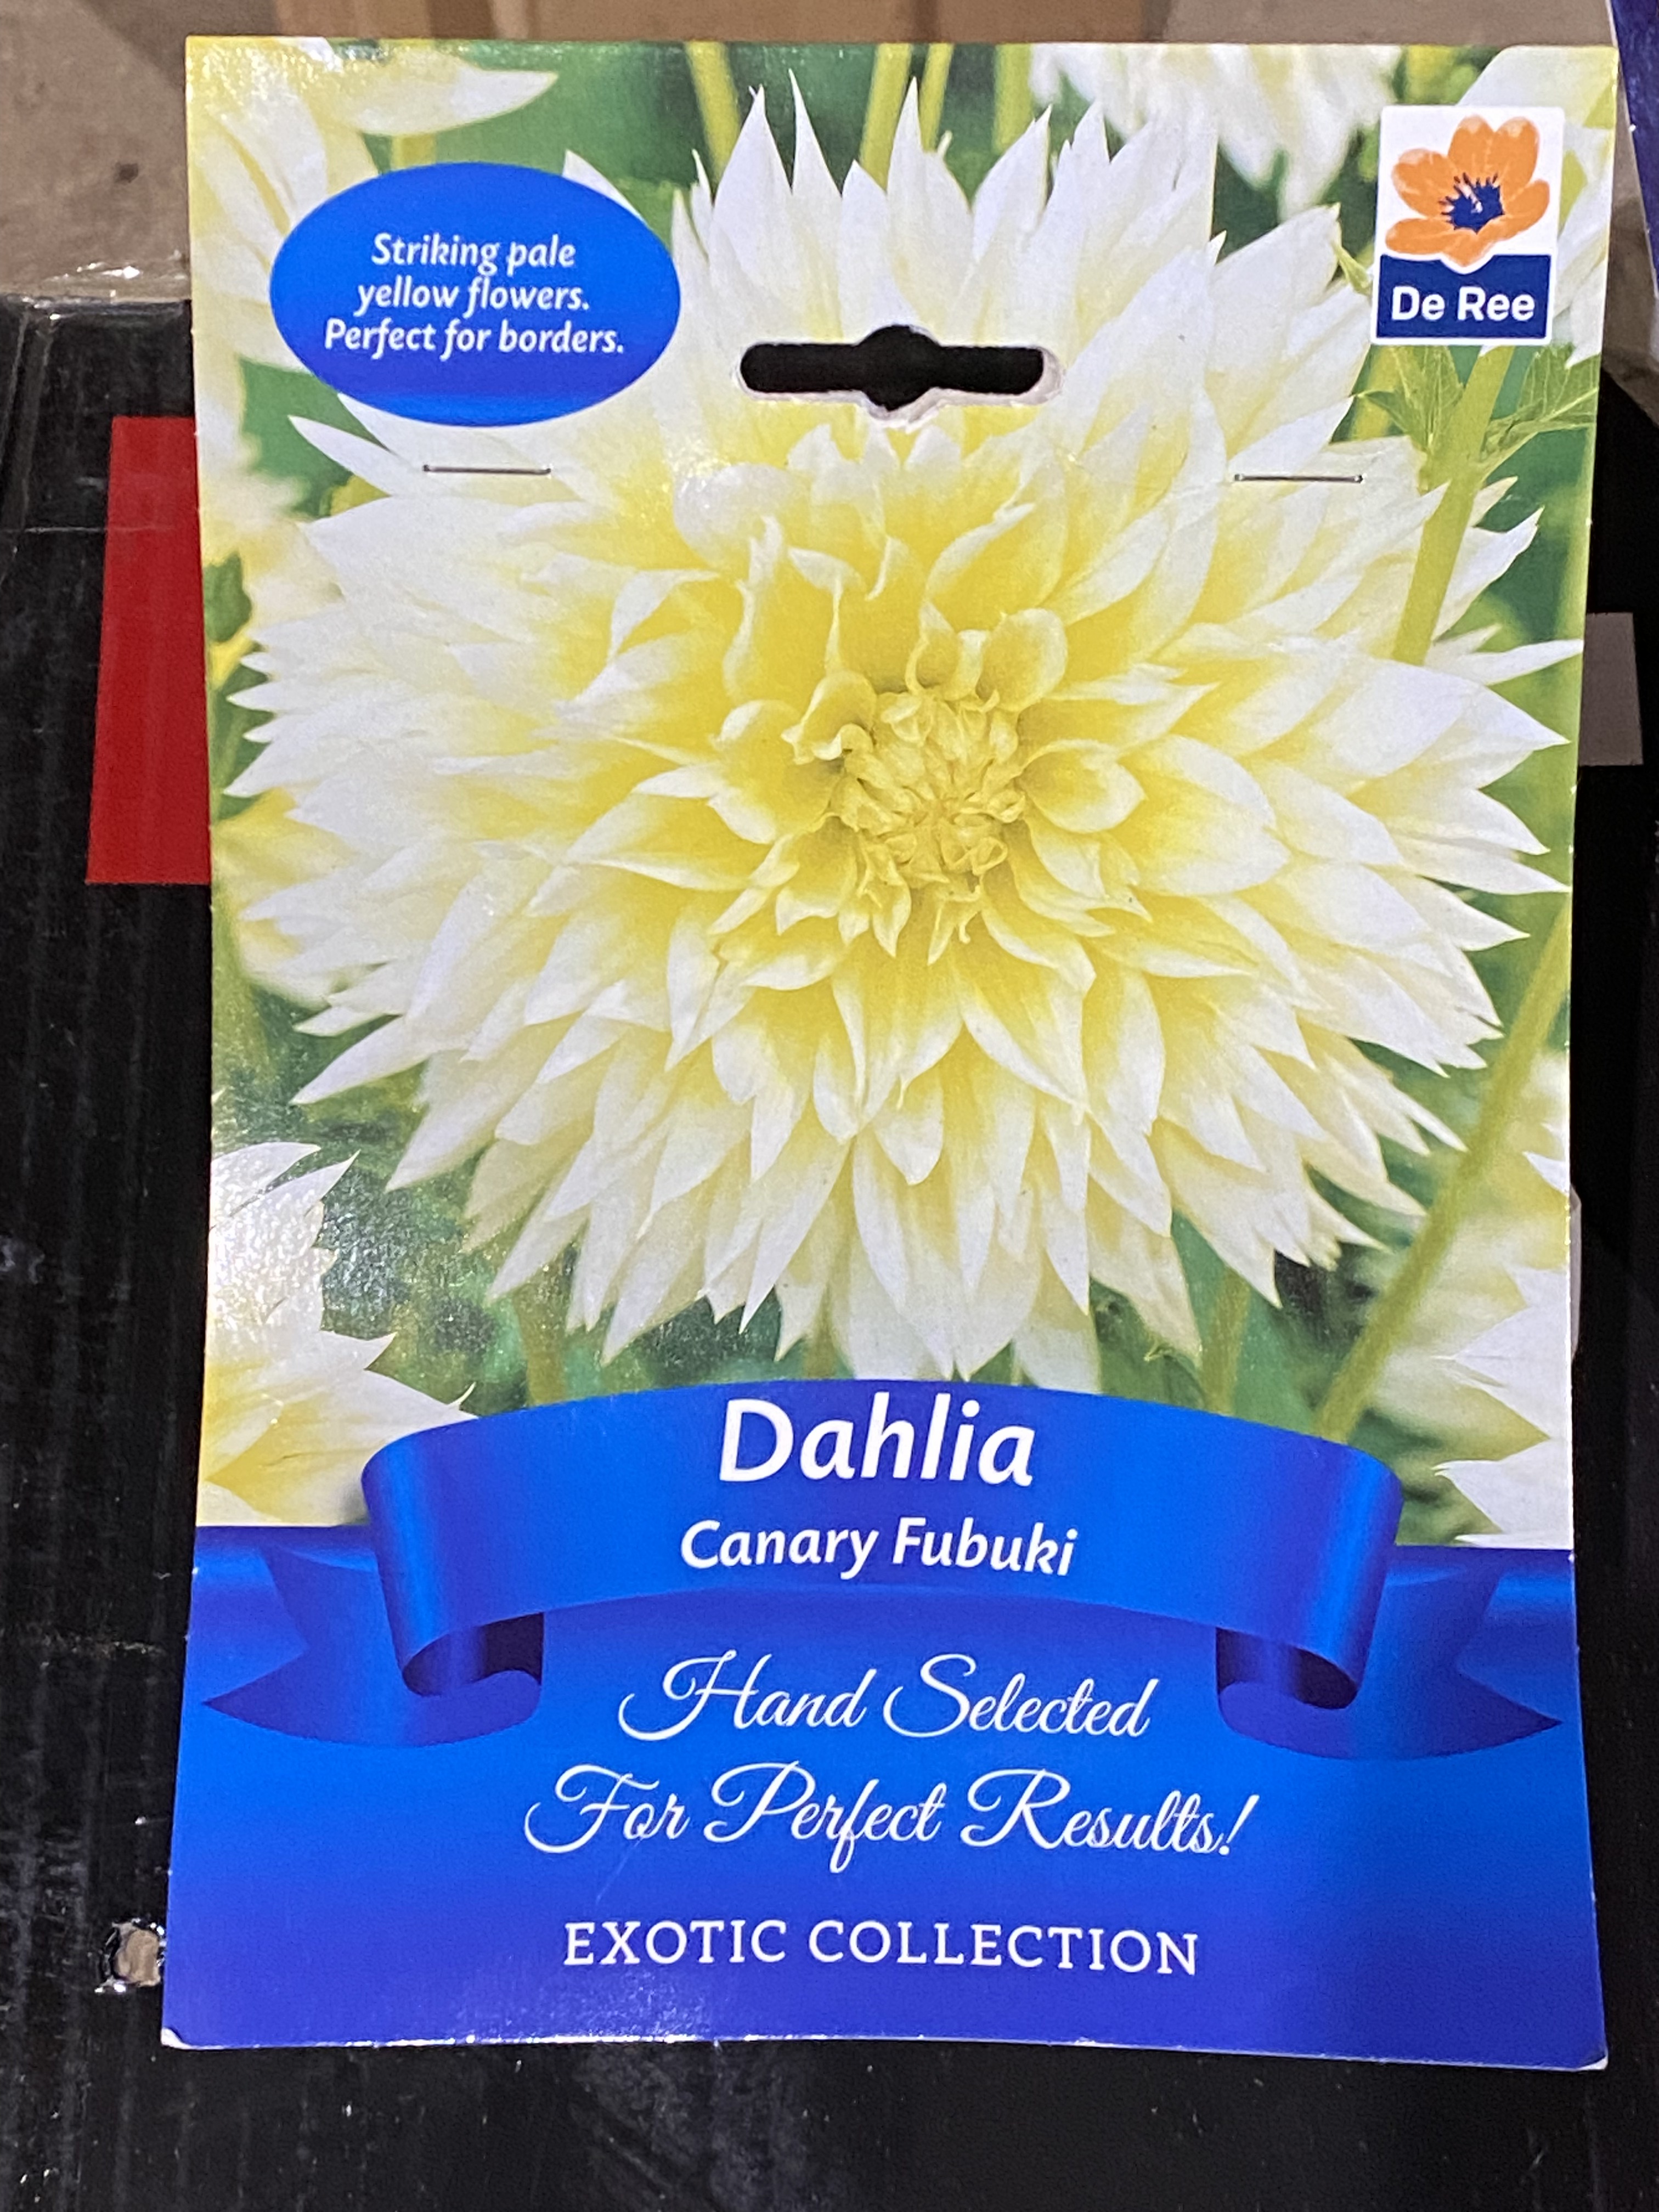 Striking pale
yellow flowers.
Perfect for borders.
De Ree
Dahlia
Canary Fubuki
Hand Selected
For Perfect Results!
EXOTIC COLLECTION